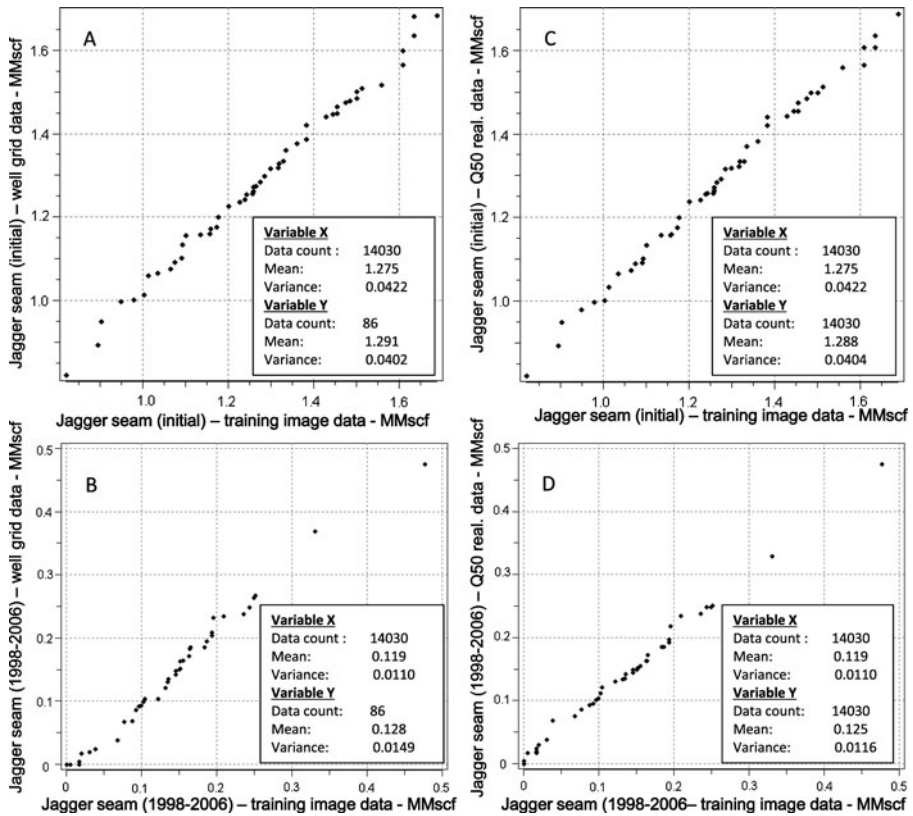 A
Jagger seam (initial) – well grid data - MMscf
1.6
1.4
1.2
1.0
Variable X
Data count : 14030
Mean: 1.275
Variance: 0.0422
Variable Y
Data count: 86
Mean: 1.291
Variance: 0.0402
1.0 1.2 1.4 1.6
Jagger seam (initial) – training image data - MMscf
C
Jagger seam (initial) – Q50 real. data - MMscf
1.6
1.4
1.2
1.0
Variable X
Data count: 14030
Mean: 1.275
Variance: 0.0422
Variable Y
Data count: 14030
Mean: 1.288
Variance: 0.0404
1.0 1.2 1.4 1.6
Jagger seam (initial) – training image data - MMscf
B
Jagger seam (1998-2006) – well grid data - MMscf
0.5
0.4
0.3
0.2
0.1
0
Variable X
Data count : 14030
Mean: 0.119
Variance: 0.0110
Variable Y
Data count: 86
Mean: 0.128
Variance: 0.0149
0 0.1 0.2 0.3 0.4 0.5
Jagger seam (1998-2006) – training image data - MMscf
D
Jagger seam (1998-2006) – Q50 real. data - MMscf
0.5
0.4
0.3
0.2
0.1
0
Variable X
Data count : 14030
Mean: 0.119
Variance: 0.0110
Variable Y
Data count: 14030
Mean: 0.125
Variance: 0.0116
0 0.1 0.2 0.3 0.4 0.5
Jagger seam (1998-2006– training image data - MMscf